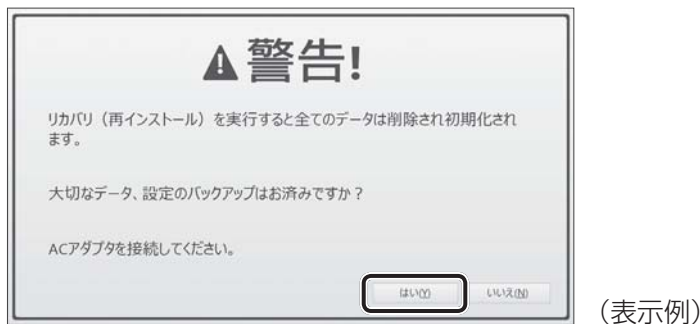 警告!
リカバリ（再インストール）を実行すると全てのデータは削除され初期化され
ます。
大切なデータ、設定のバックアップはお済みですか？
ACアダプタを接続してください。
はい(Y) いいえ(N)
（表示例）